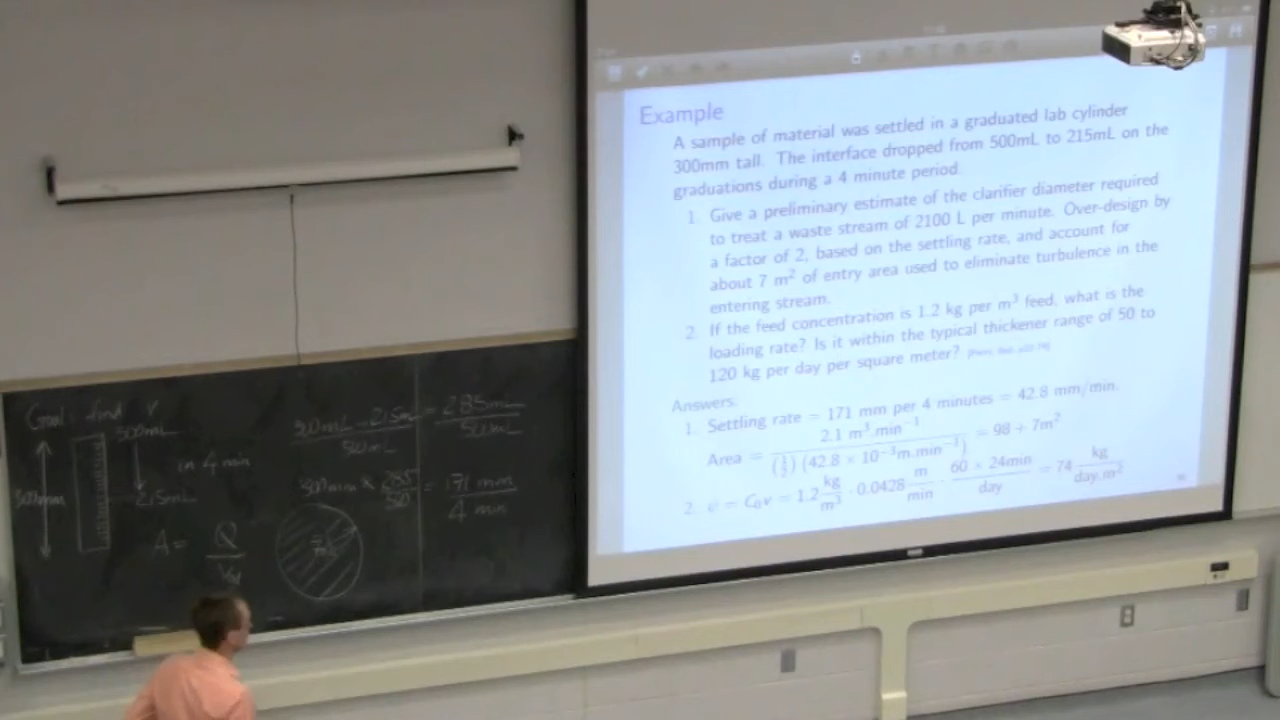 Goal: find v
500mL
in 4 min
300mm
215mL
A = Q
500mL - 215mL = 285mL
500mL 500mL
300mm × 285 = 171 mm
500 4 min
Example
A sample of material was settled in a graduated lab cylinder
300mm tall. The interface dropped from 500mL to 215mL on the
graduations during a 4 minute period.
1. Give a preliminary estimate of the clarifier diameter required
to treat a waste stream of 2100 L per minute. Over-design by
a factor of 2, based on the settling rate, and account for
about 7 m² of entry area used to eliminate turbulence in the
entering stream.
2. If the feed concentration is 1.2 kg per m³ feed, what is the
loading rate? Is it within the typical thickener range of 50 to
120 kg per day per square meter?
Answers:
1. Settling rate = 171 mm per 4 minutes = 42.8 mm/min.
Area = 2.1 m³.min⁻¹ / (½) (42.8 × 10⁻³m.min⁻¹) = 98 + 7m²
2. ψ = C₀v = 1.2 kg/m³ · 0.0428 m/min · 60 × 24min/day = 74 kg/day.m²